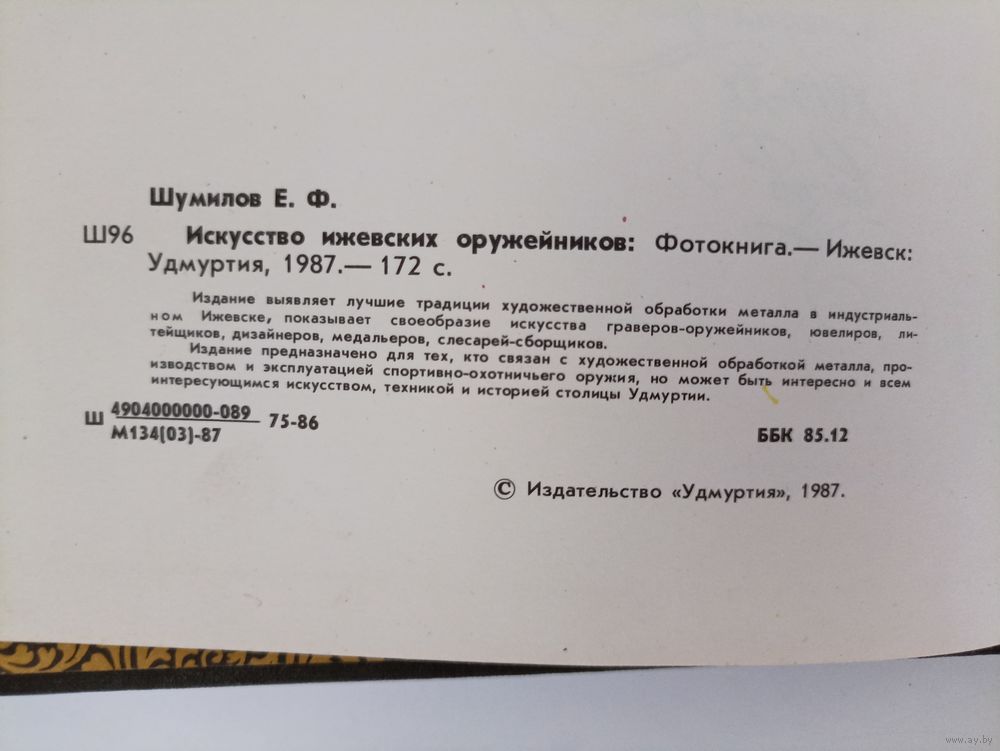 Шумилов Е. Ф.
Ш96 Искусство ижевских оружейников: Фотокнига.— Ижевск:
Удмуртия, 1987.— 172 с.
Издание выявляет лучшие традиции художественной обработки металла в индустриаль-
ном Ижевске, показывает своеобразие искусства граверов-оружейников, ювелиров, ли-
тейщиков, дизайнеров, медальеров, слесарей-сборщиков.
Издание предназначено для тех, кто связан с художественной обработкой металла, про-
изводством и эксплуатацией спортивно-охотничьего оружия, но может быть интересно и всем
интересующимся искусством, техникой и историей столицы Удмуртии.
Ш 4904000000-089 75-86
М134(03)-87
ББК 85.12
© Издательство «Удмуртия», 1987.
www.ay.by